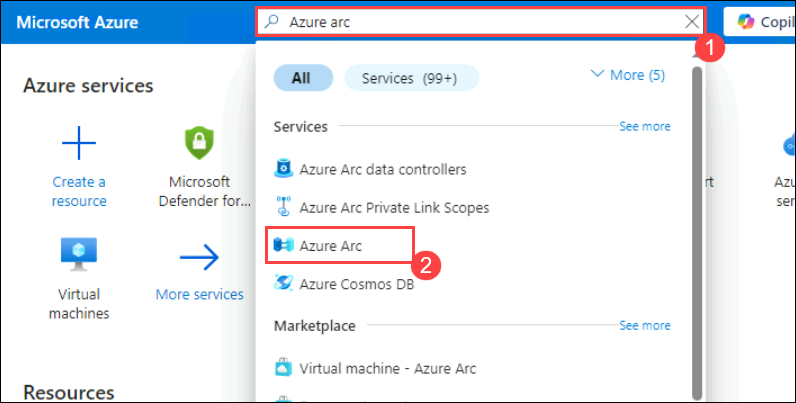 Microsoft Azure
Azure arc
Copil
1
All
Services (99+)
More (5)
Azure services
Services
See more
Create a
resource
Microsoft
Defender for...
Azure Arc data controllers
Azure Arc Private Link Scopes
Azure Arc
2
Azure Cosmos DB
Virtual
machines
More services
rt
Azu
ser
Marketplace
See more
Virtual machine - Azure Arc
Resources